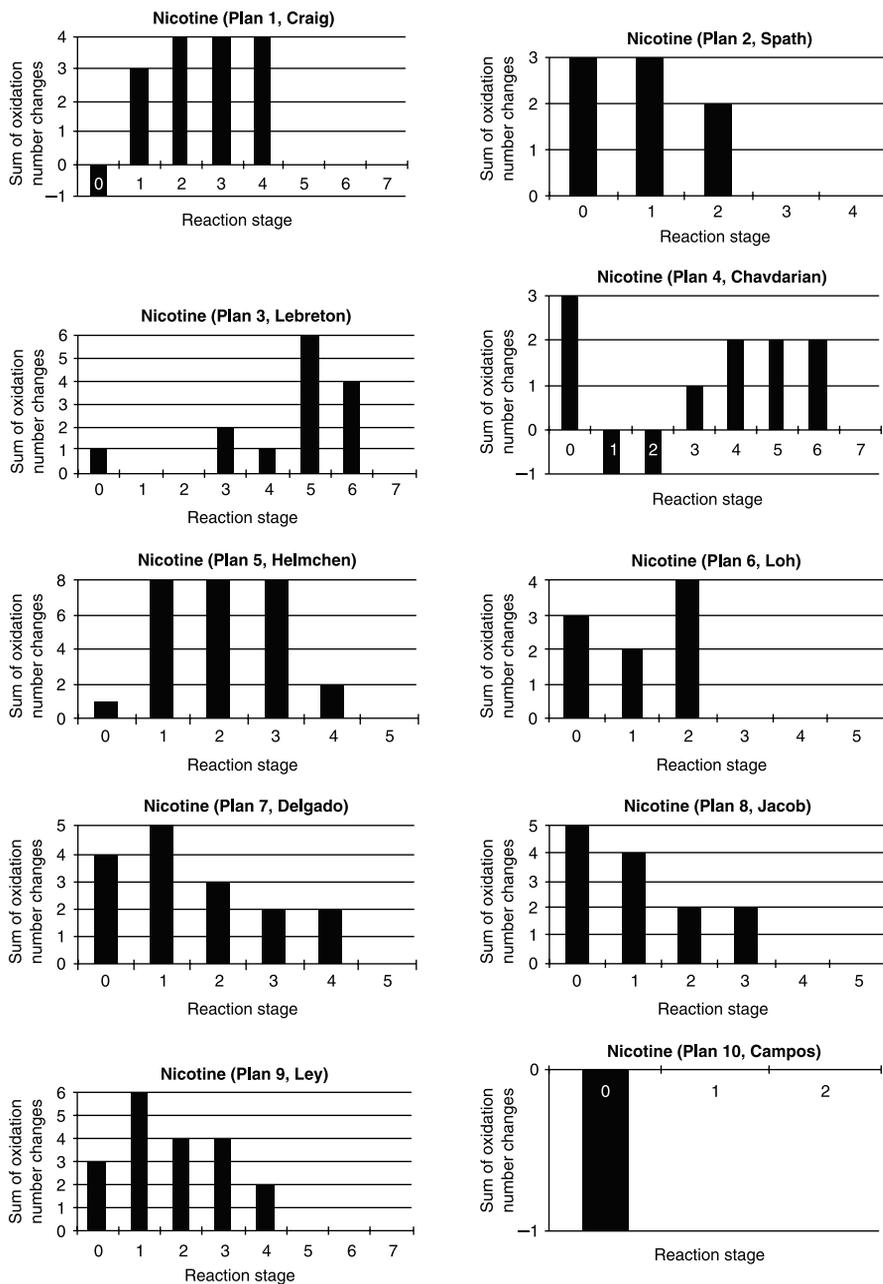 Nicotine (Plan 1, Craig)
Sum of oxidation
number changes
4
3
2
1
0
–1
0 1 2 3 4 5 6 7
Reaction stage
Nicotine (Plan 2, Spath)
Sum of oxidation
number changes
3
2
1
0
0 1 2 3 4
Reaction stage
Nicotine (Plan 3, Lebreton)
Sum of oxidation
number changes
6
5
4
3
2
1
0
0 1 2 3 4 5 6 7
Reaction stage
Nicotine (Plan 4, Chavdarian)
Sum of oxidation
number changes
3
2
1
0
–1
0 1 2 3 4 5 6 7
Reaction stage
Nicotine (Plan 5, Helmchen)
Sum of oxidation
number changes
8
6
4
2
0
0 1 2 3 4 5
Reaction stage
Nicotine (Plan 6, Loh)
Sum of oxidation
number changes
4
3
2
1
0
0 1 2 3 4 5
Reaction stage
Nicotine (Plan 7, Delgado)
Sum of oxidation
number changes
5
4
3
2
1
0
0 1 2 3 4 5
Reaction stage
Nicotine (Plan 8, Jacob)
Sum of oxidation
number changes
5
4
3
2
1
0
0 1 2 3 4 5
Reaction stage
Nicotine (Plan 9, Ley)
Sum of oxidation
number changes
6
5
4
3
2
1
0
0 1 2 3 4 5 6 7
Reaction stage
Nicotine (Plan 10, Campos)
Sum of oxidation
number changes
0
–1
0 1 2
Reaction stage